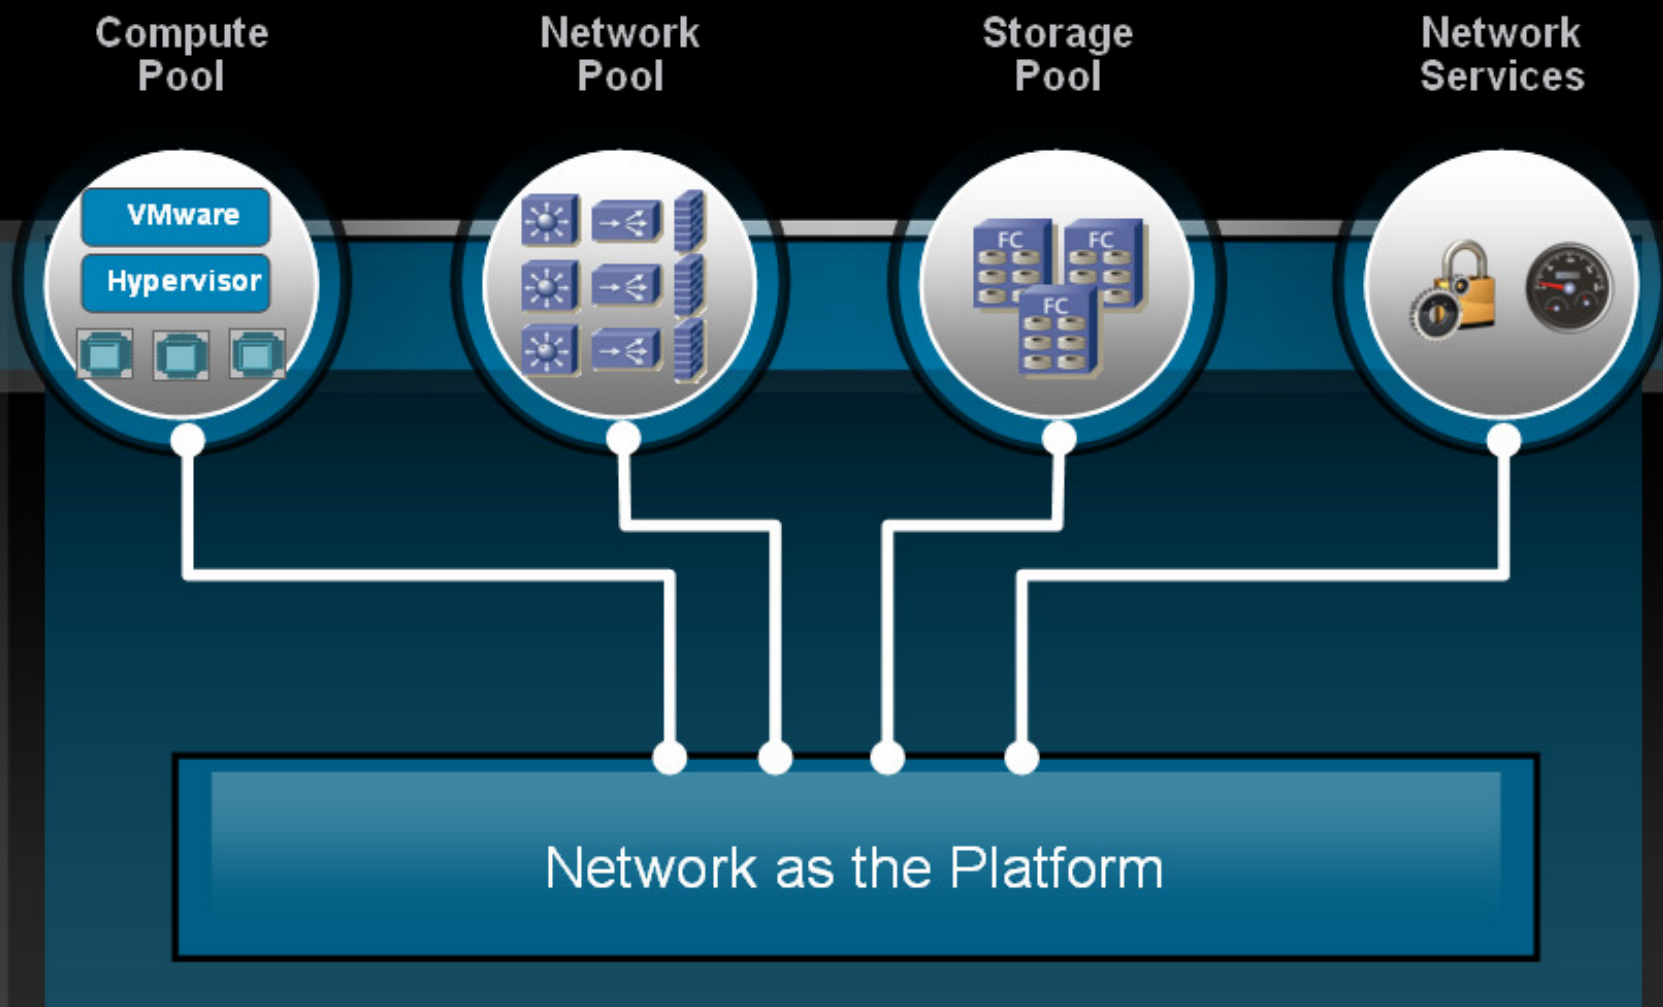 Compute
Pool
Network
Pool
Storage
Pool
Network
Services
VMware
Hypervisor
FC
FC
FC
Network as the Platform